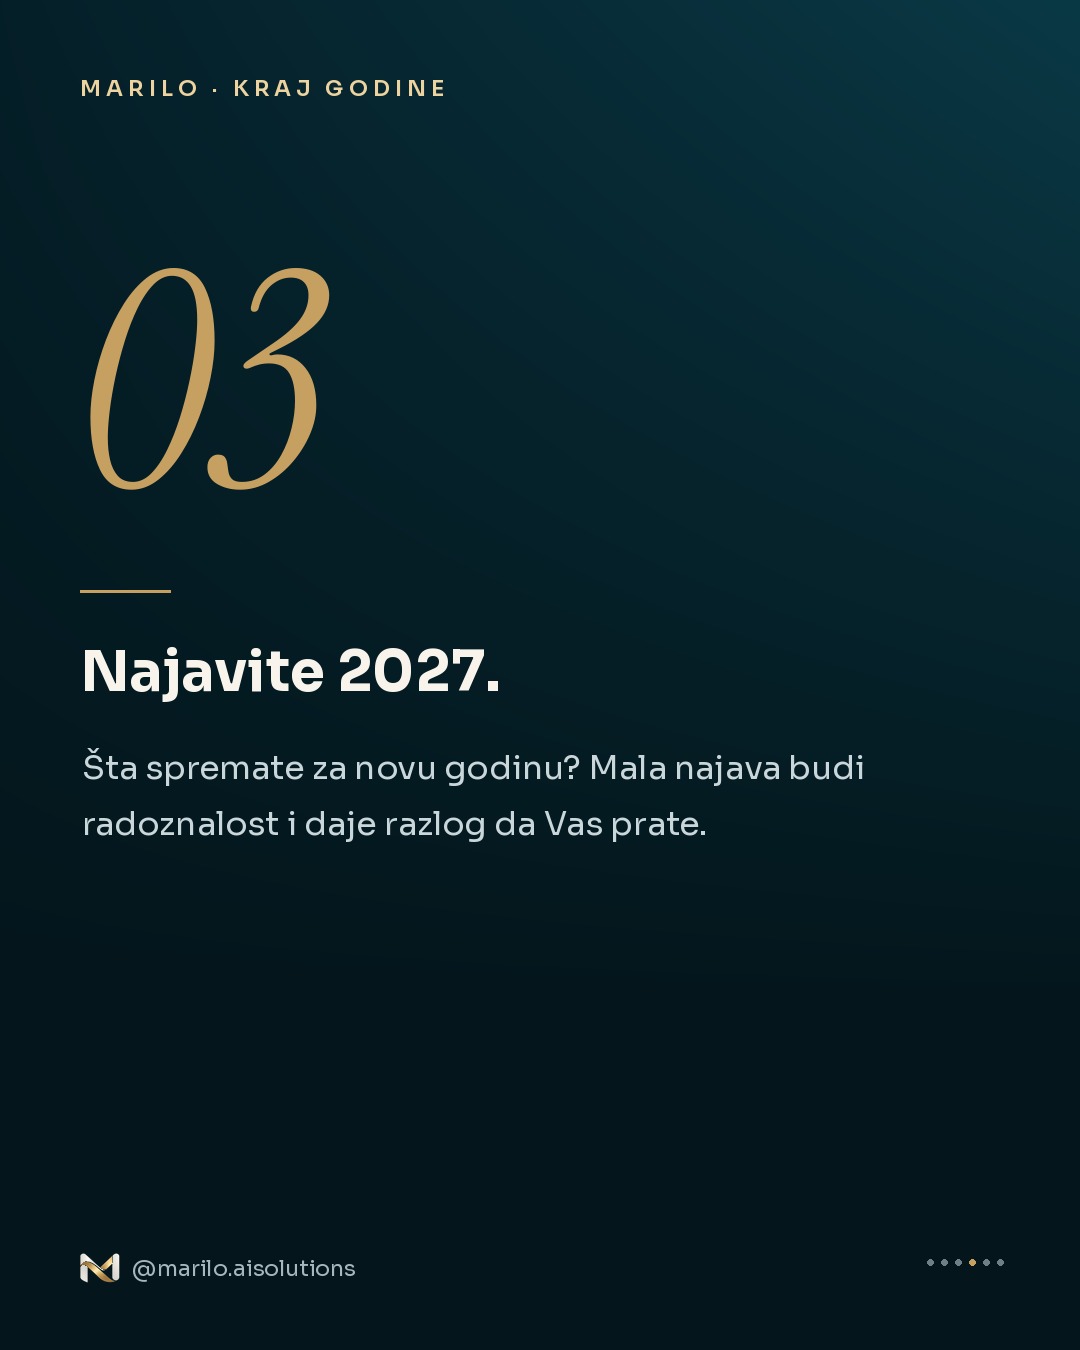 MARILO · KRAJ GODINE
03
Najavite 2027.
Šta spremate za novu godinu? Mala najava budi
radoznalost i daje razlog da Vas prate.
@marilo.aisolutions